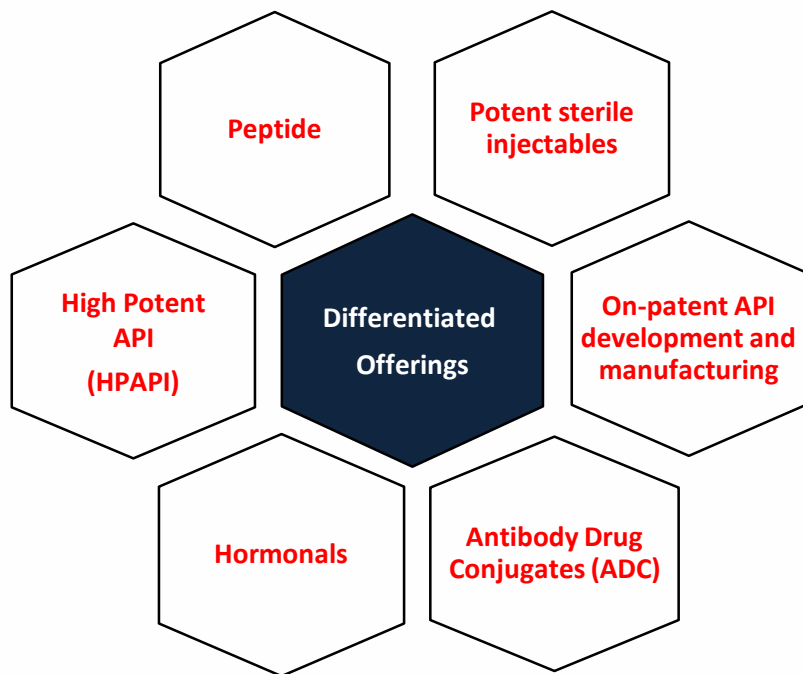 Peptide
Potent sterile
injectables
High Potent
API
(HPAPI)
Differentiated
Offerings
On-patent API
development and
manufacturing
Hormonals
Antibody Drug
Conjugates (ADC)